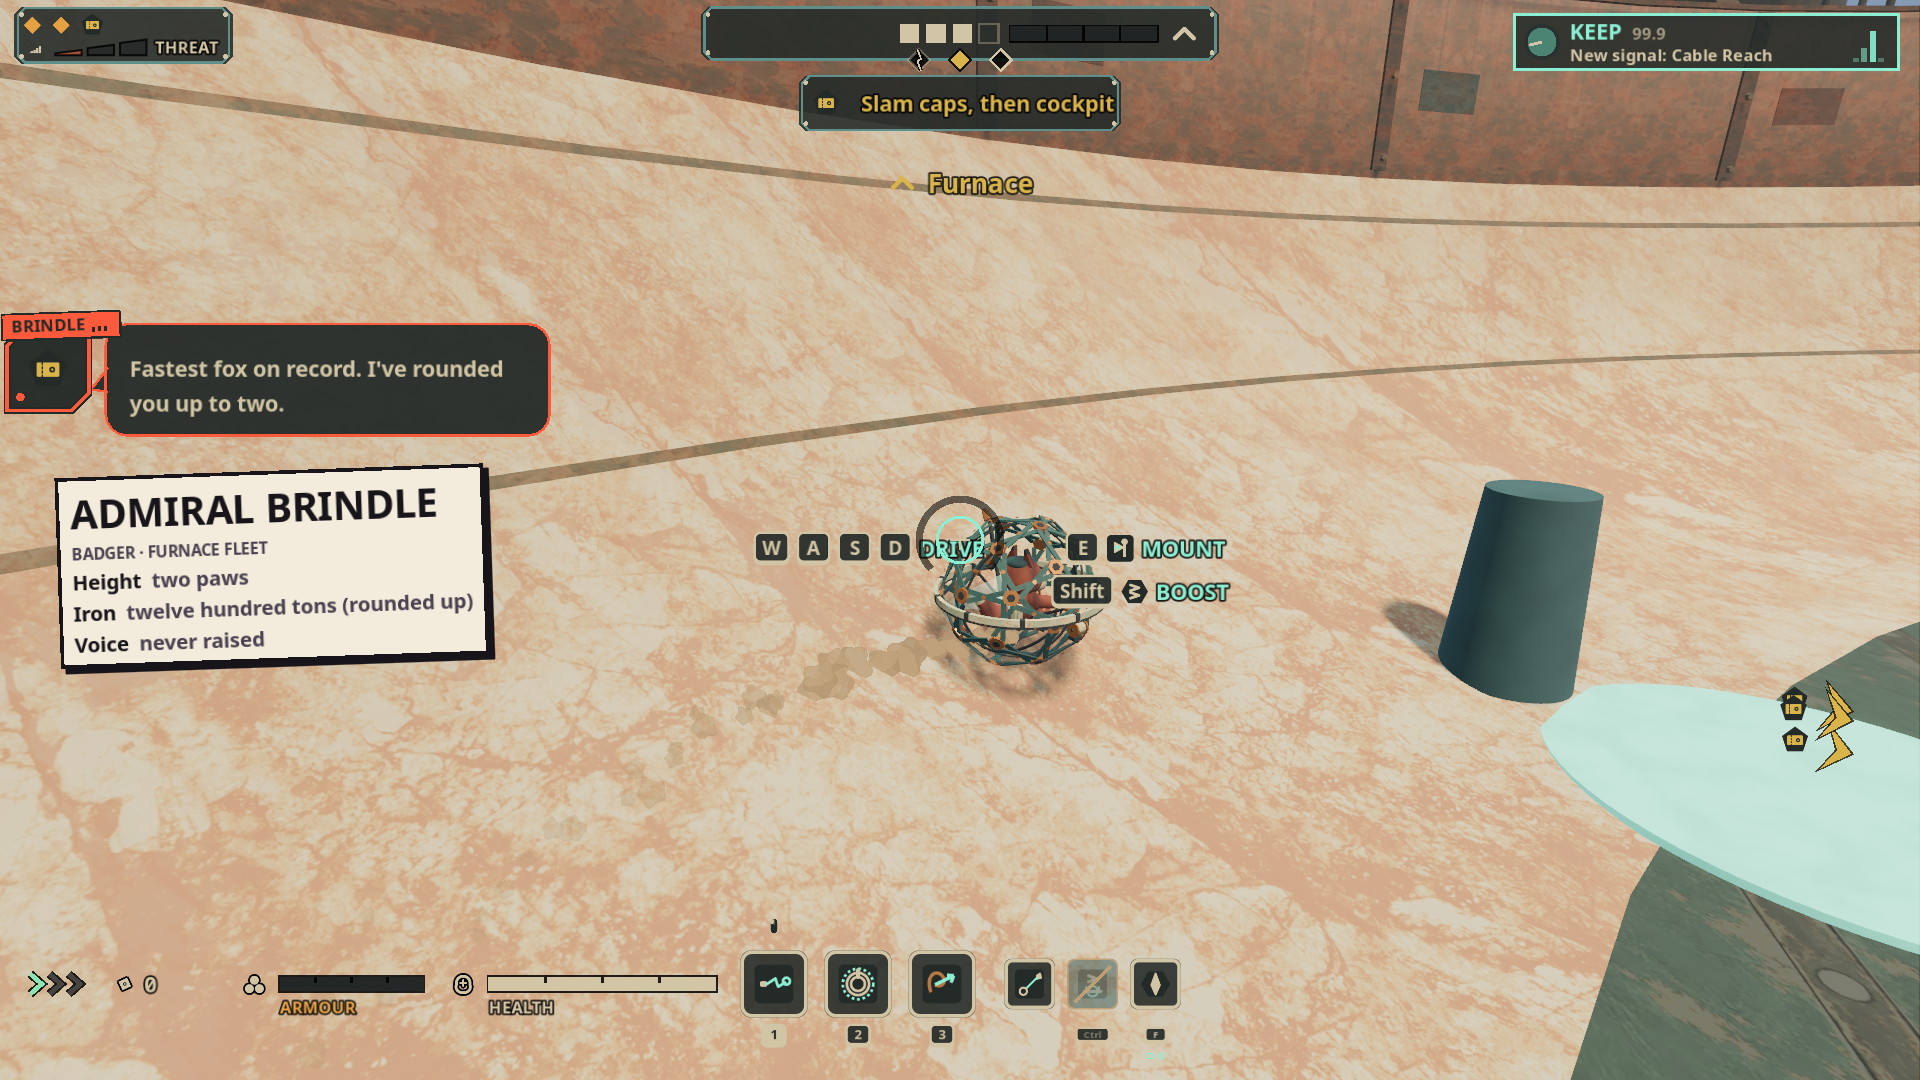 THREAT
KEEP 99.9
New signal: Cable Reach
Slam caps, then cockpit
Furnace
BRINDLE
Fastest fox on record. I've rounded
you up to two.
ADMIRAL BRINDLE
BADGER · FURNACE FLEET
Height two paws
Iron twelve hundred tons (rounded up)
Voice never raised
W A S D DRIVE E MOUNT
Shift BOOST
0
ARMOUR
HEALTH
1 2 3 Ctrl F